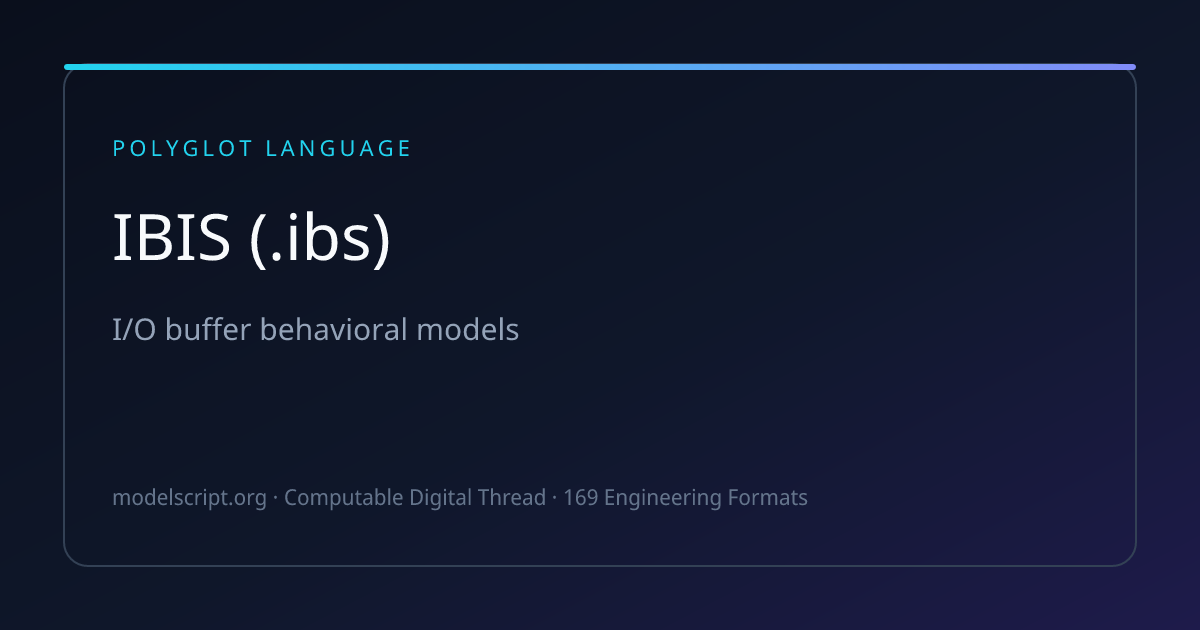 POLYGLOT LANGUAGE
IBIS (.ibs)
I/O buffer behavioral models
modelscript.org · Computable Digital Thread · 169 Engineering Formats